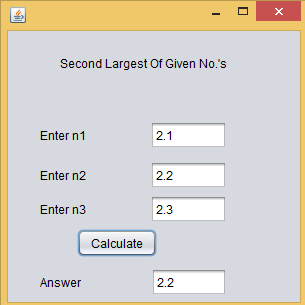 Second Largest Of Given No.'s
Enter n1 2.1
Enter n2 2.2
Enter n3 2.3
Calculate
Answer 2.2